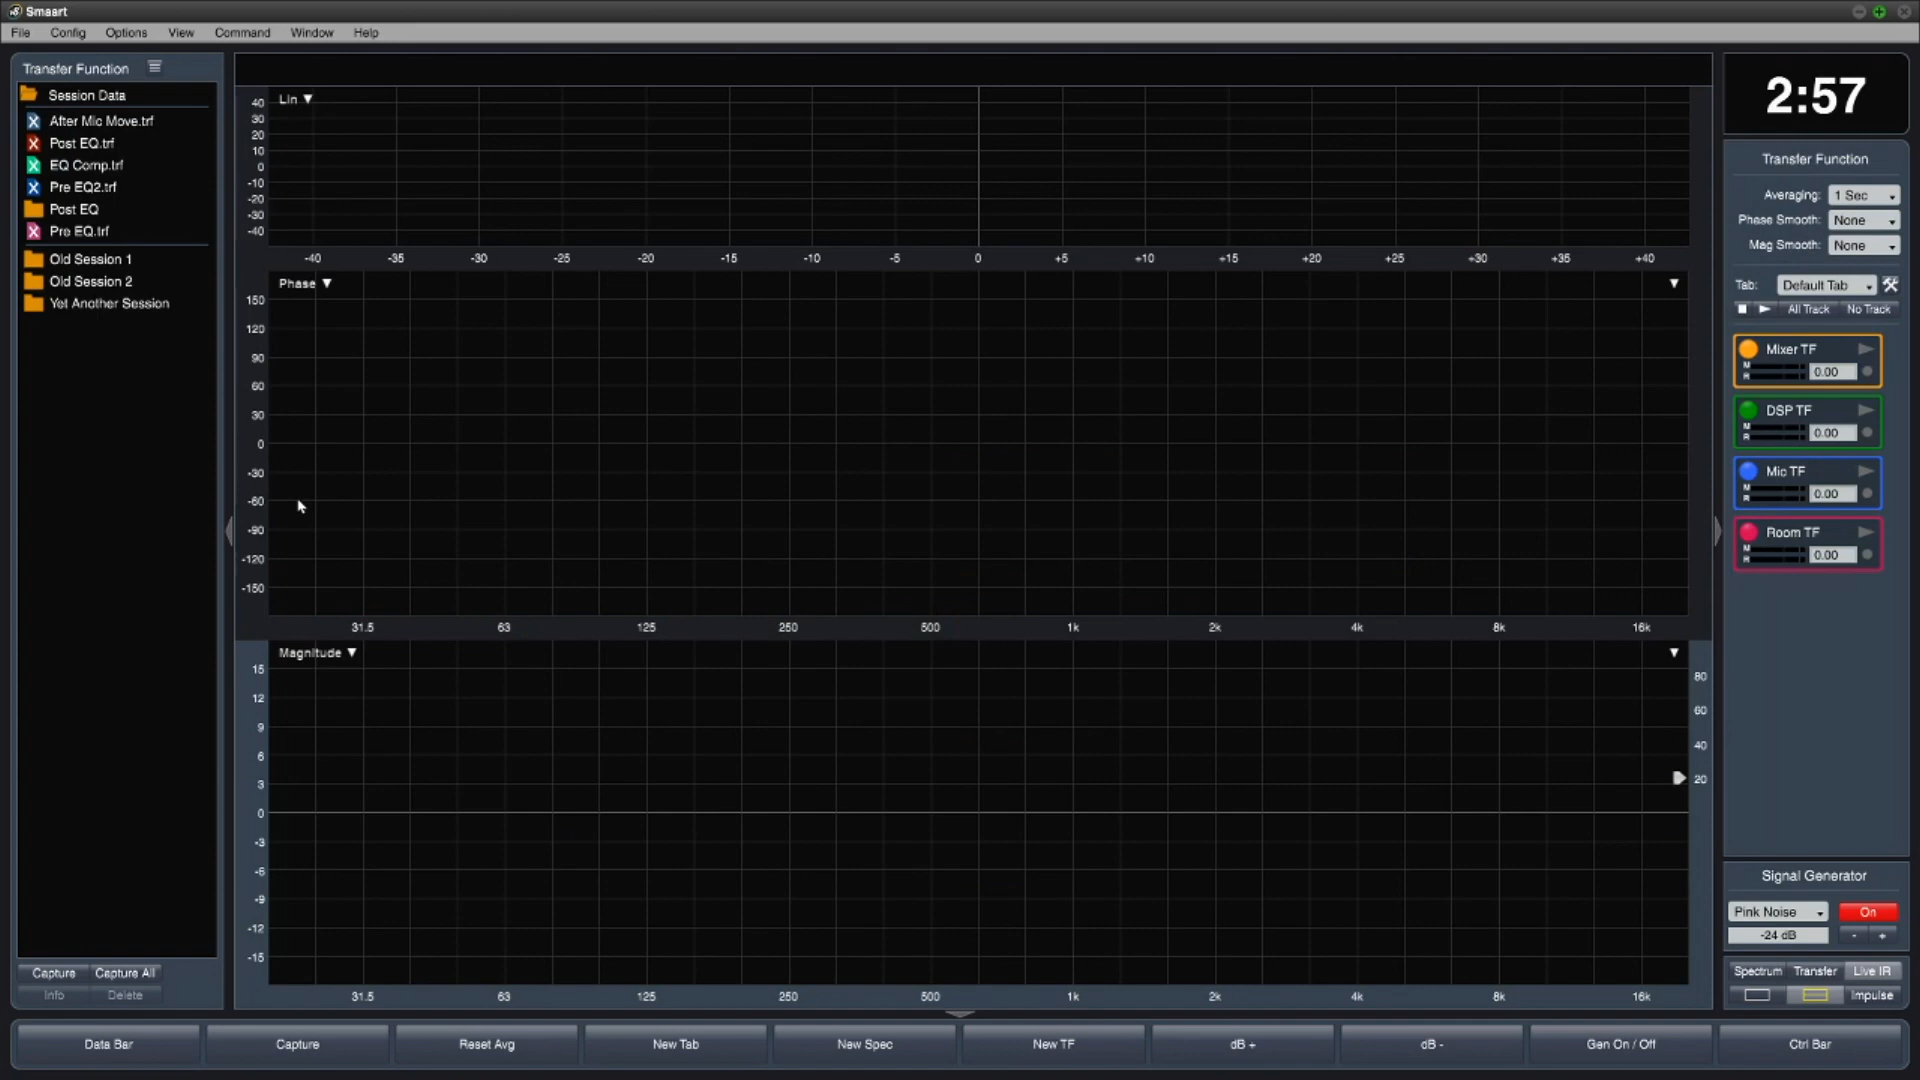 Smaart
File Config Options View Command Window Help
Transfer Function
Session Data
After Mic Move.trf
Post EQ.trf
EQ Comp.trf
Pre EQ2.trf
Post EQ
Pre EQ.trf
Old Session 1
Old Session 2
Yet Another Session
Capture Capture All
Info Delete
Lin
40
30
20
10
0
-10
-20
-30
-40
-40 -35 -30 -25 -20 -15 -10 -5 0 +5 +10 +15 +20 +25 +30 +35 +40
Phase
150
120
90
60
30
0
-30
-60
-90
-120
-150
31.5 63 125 250 500 1k 2k 4k 8k 16k
Magnitude
15
12
9
6
3
0
-3
-6
-9
-12
-15
80
60
40
20
31.5 63 125 250 500 1k 2k 4k 8k 16k
2:57
Transfer Function
Averaging: 1 Sec
Phase Smooth: None
Mag Smooth: None
Tab: Default Tab
All Track No Track
Mixer TF
M
R 0.00
DSP TF
M
R 0.00
Mic TF
M
R 0.00
Room TF
M
R 0.00
Signal Generator
Pink Noise On
-24 dB - +
Spectrum Transfer Live IR
Impulse
Data Bar Capture Reset Avg New Tab New Spec New TF dB + dB - Gen On / Off Ctrl Bar